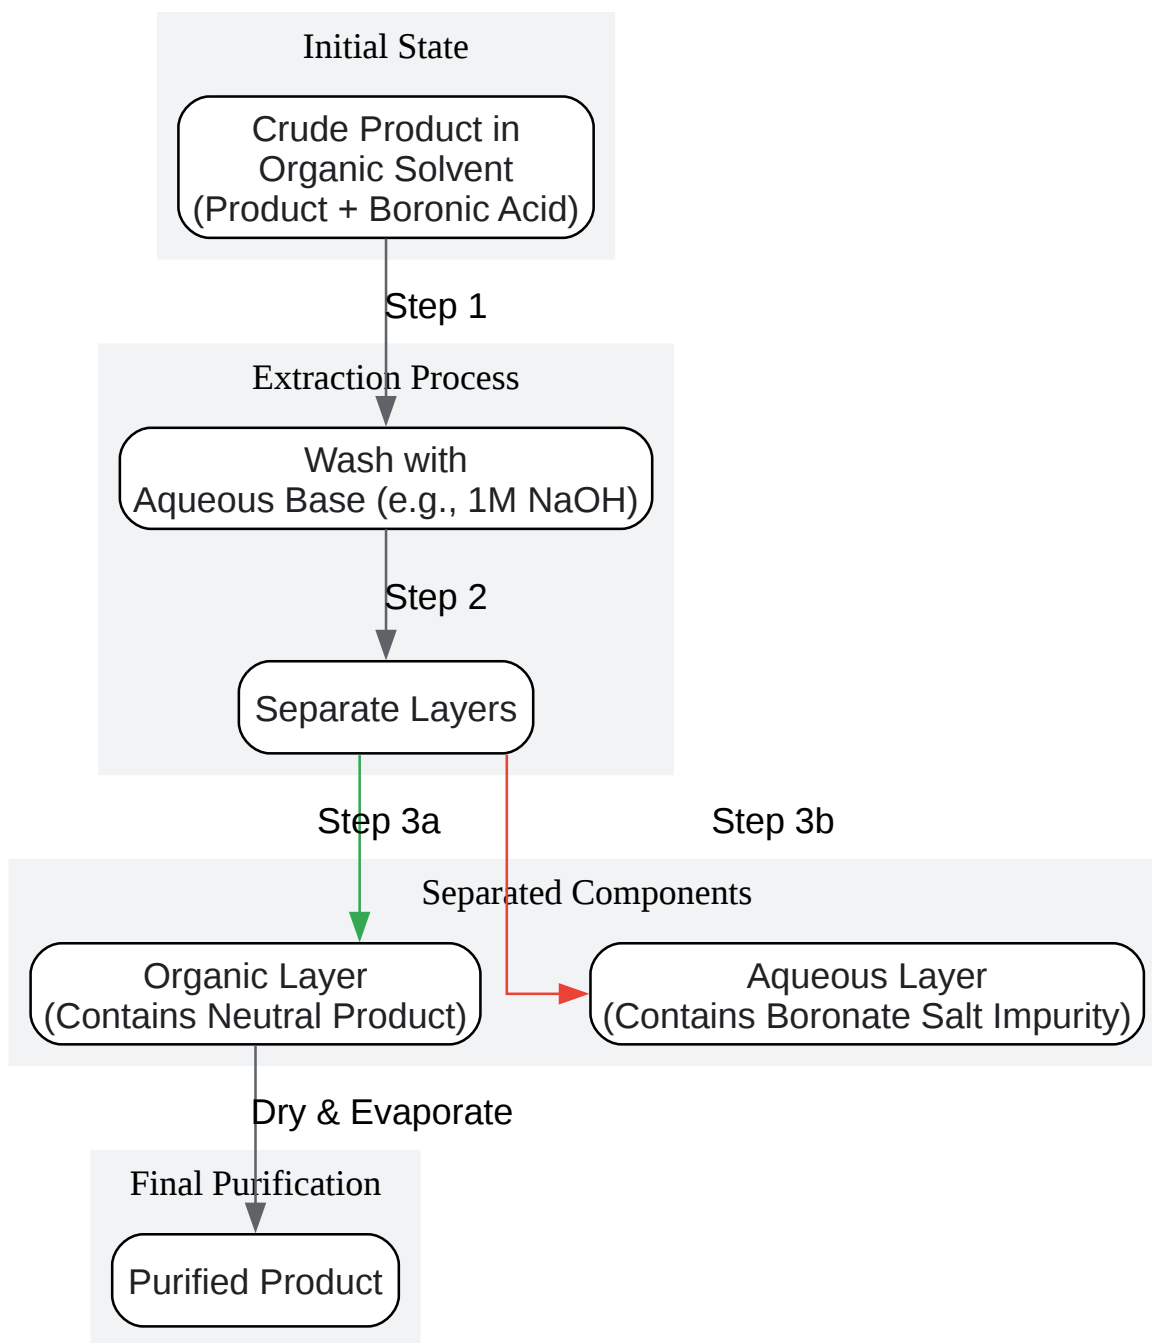 Initial State
Crude Product in
Organic Solvent
(Product + Boronic Acid)
Step 1
Extraction Process
Wash with
Aqueous Base (e.g., 1M NaOH)
Step 2
Separate Layers
Step 3a
Step 3b
Separated Components
Organic Layer
(Contains Neutral Product)
Aqueous Layer
(Contains Boronate Salt Impurity)
Dry & Evaporate
Final Purification
Purified Product